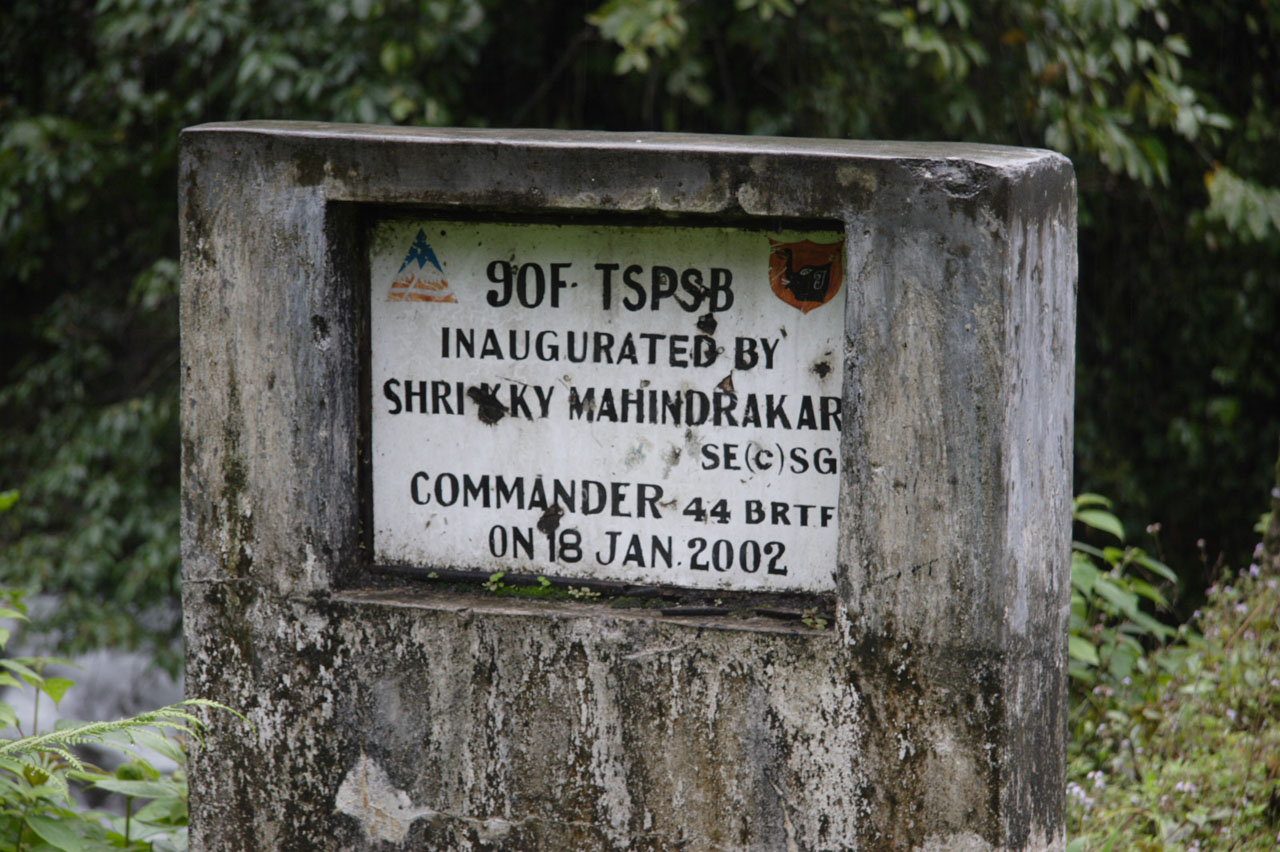 90F TSPSB
INAUGURATED BY
SHRI KKY MAHINDRAKAR
SE(C)SG
COMMANDER 44 BRTF
ON 18 JAN. 2002